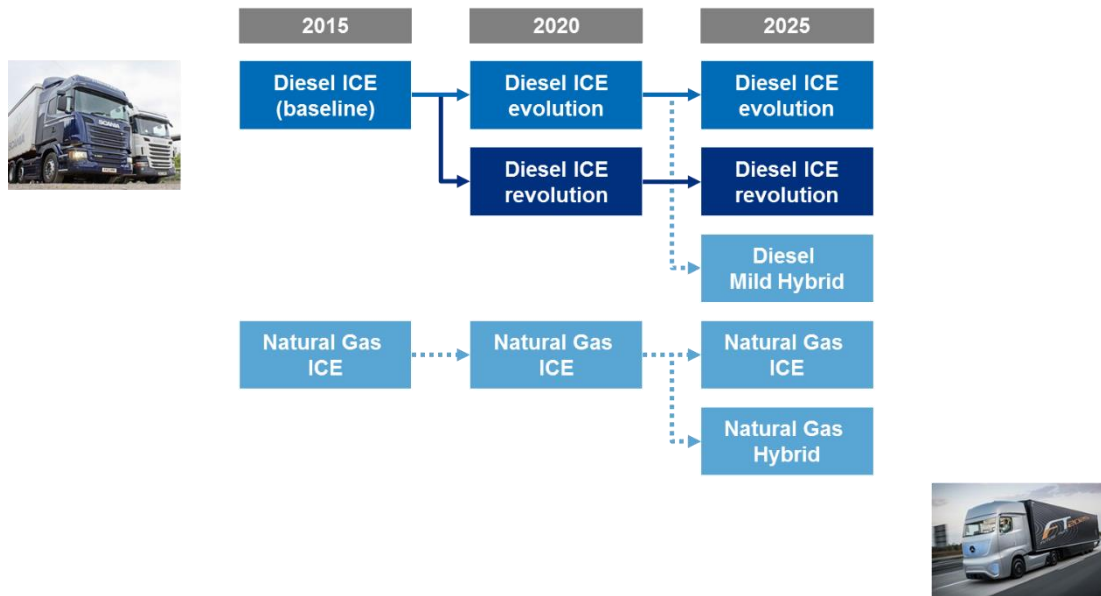 2015
2020
2025
Diesel ICE
(baseline)
Diesel ICE
evolution
Diesel ICE
evolution
Diesel ICE
revolution
Diesel ICE
revolution
Diesel
Mild Hybrid
Natural Gas
ICE
Natural Gas
ICE
Natural Gas
ICE
Natural Gas
Hybrid
SCANIA